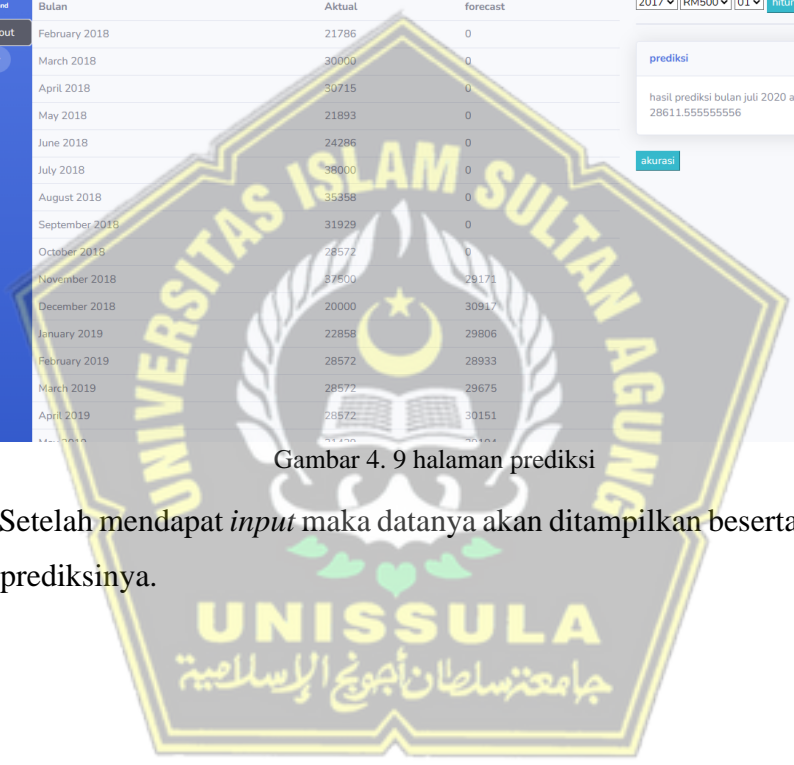 Bulan Aktual forecast
February 2018 21786 0
March 2018 30000 0
April 2018 30715 0
May 2018 21893 0
June 2018 24286 0
July 2018 38000 0
August 2018 35358 0
September 2018 31929 0
October 2018 28572 0
November 2018 37500 29171
December 2018 20000 30917
January 2019 22858 29806
February 2019 28572 28933
March 2019 28572 29675
April 2019 28572 30151
2017 RM500 01 hitun
prediksi
hasil prediksi bulan juli 2020 a
28611.555555556
akurasi
Gambar 4. 9 halaman prediksi
Setelah mendapat input maka datanya akan ditampilkan beserta
prediksinya.
UNIVERSITAS ISLAM SULTAN AGUNG
UNISSULA
جامعتنسلطان أجونج الإسلامية